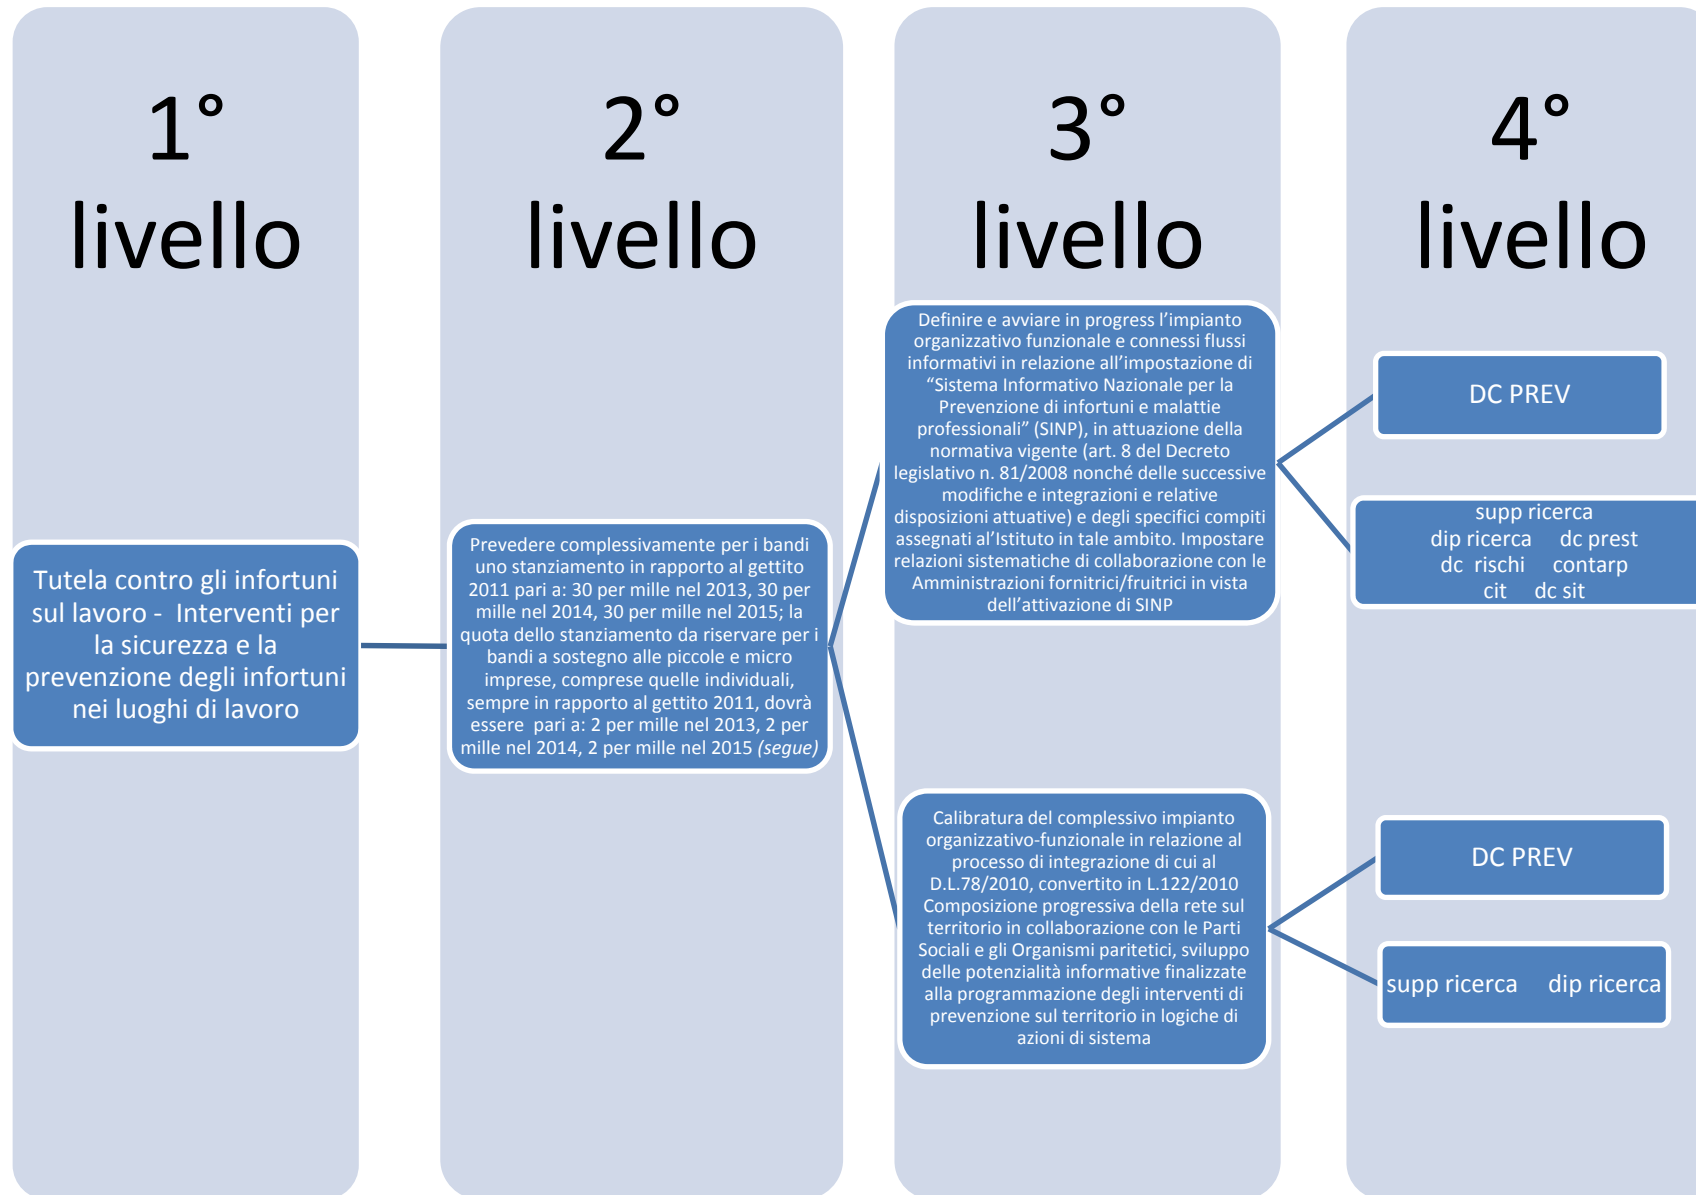 1°
livello
2°
livello
3°
livello
4°
livello
Tutela contro gli infortuni
sul lavoro - Interventi per
la sicurezza e la
prevenzione degli infortuni
nei luoghi di lavoro
Prevedere complessivamente per i bandi
uno stanziamento in rapporto al gettito
2011 pari a: 30 per mille nel 2013, 30 per
mille nel 2014, 30 per mille nel 2015; la
quota dello stanziamento da riservare per i
bandi a sostegno alle piccole e micro
imprese, comprese quelle individuali,
sempre in rapporto al gettito 2011, dovrà
essere pari a: 2 per mille nel 2013, 2 per
mille nel 2014, 2 per mille nel 2015 (segue)
Definire e avviare in progress l'impianto
organizzativo funzionale e connessi flussi
informativi in relazione all'impostazione di
“Sistema Informativo Nazionale per la
Prevenzione di infortuni e malattie
professionali” (SINP), in attuazione della
normativa vigente (art. 8 del Decreto
legislativo n. 81/2008 nonché delle successive
modifiche e integrazioni e relative
disposizioni attuative) e degli specifici compiti
assegnati al'Istituto in tale ambito. Impostare
relazioni sistematiche di collaborazione con le
Amministrazioni fornitrici/fruitrici in vista
dell'attivazione di SINP
DC PREV
supp ricerca
dip ricerca dc prest
dc rischi contarp
cit dc sit
Calibratura del complessivo impianto
organizzativo-funzionale in relazione al
processo di integrazione di cui al
D.L.78/2010, convertito in L.122/2010
Composizione progressiva della rete sul
territorio in collaborazione con le Parti
Sociali e gli Organismi paritetici, sviluppo
delle potenzialità informative finalizzate
alla programmazione degli interventi di
prevenzione sul territorio in logiche di
azioni di sistema
DC PREV
supp ricerca dip ricerca